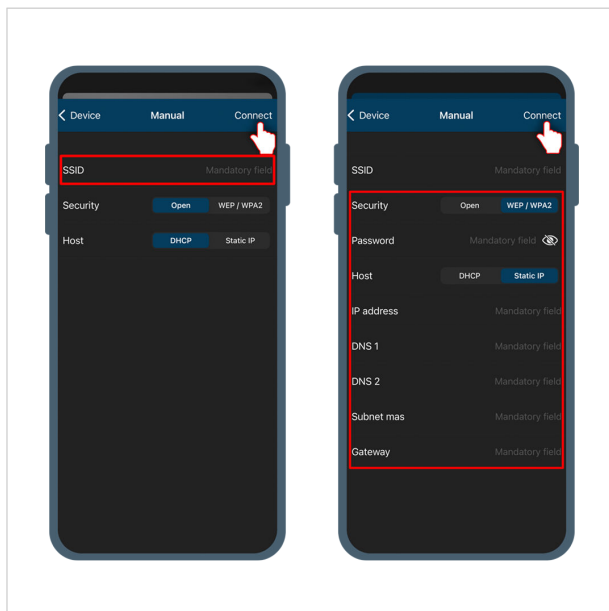 Device Manual Connect
SSID Mandatory field
Security Open WEP / WPA2
Host DHCP Static IP
Device Manual Connect
SSID Mandatory field
Security Open WEP / WPA2
Password Mandatory field
Host DHCP Static IP
IP address Mandatory field
DNS 1 Mandatory field
DNS 2 Mandatory field
Subnet mas Mandatory field
Gateway Mandatory field